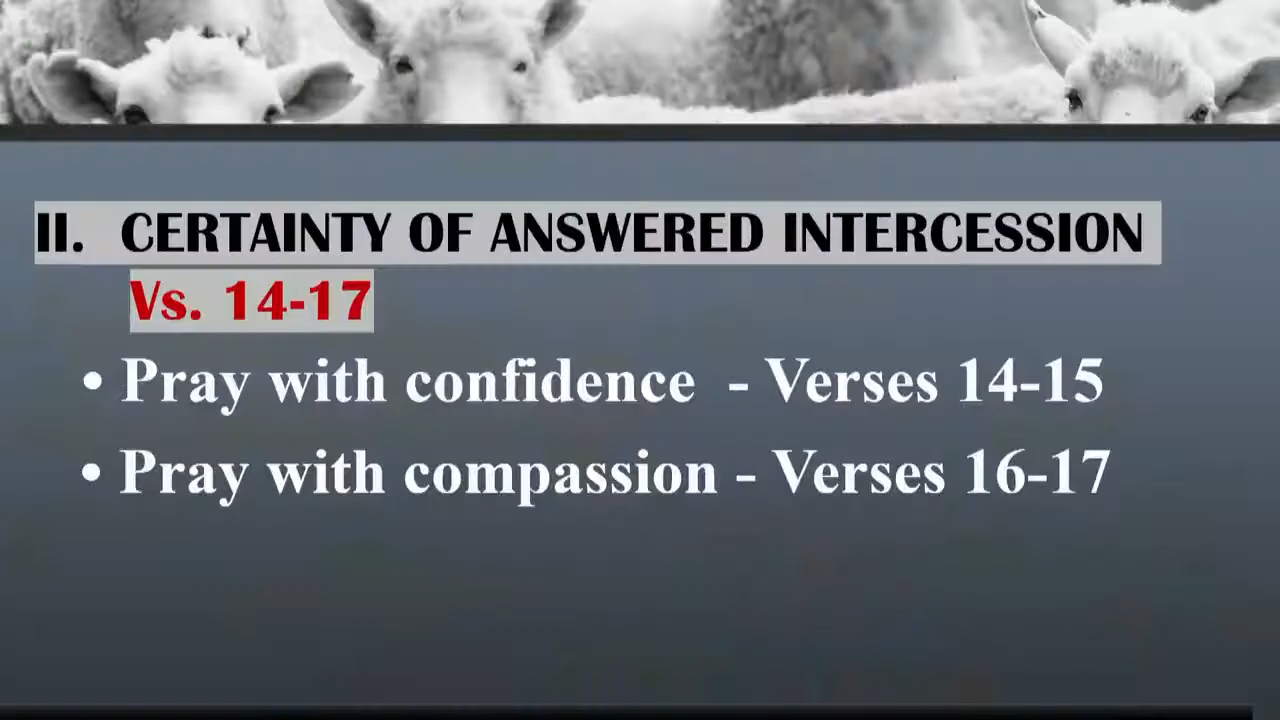 II. CERTAINTY OF ANSWERED INTERCESSION
Vs. 14-17
• Pray with confidence - Verses 14-15
• Pray with compassion - Verses 16-17